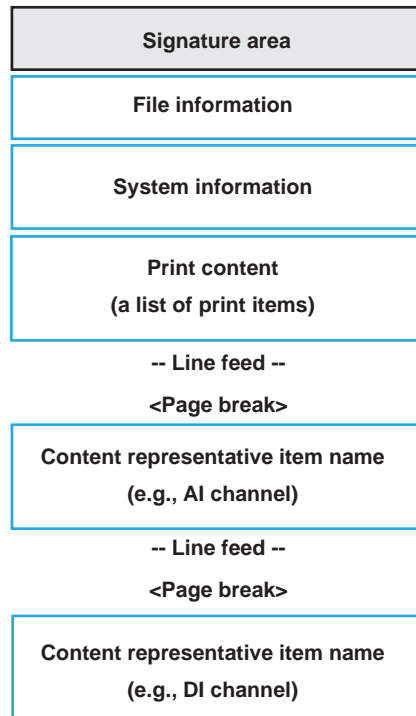 Signature area
File information
System information
Print content
(a list of print items)
-- Line feed --
<Page break>
Content representative item name
(e.g., AI channel)
-- Line feed --
<Page break>
Content representative item name
(e.g., DI channel)